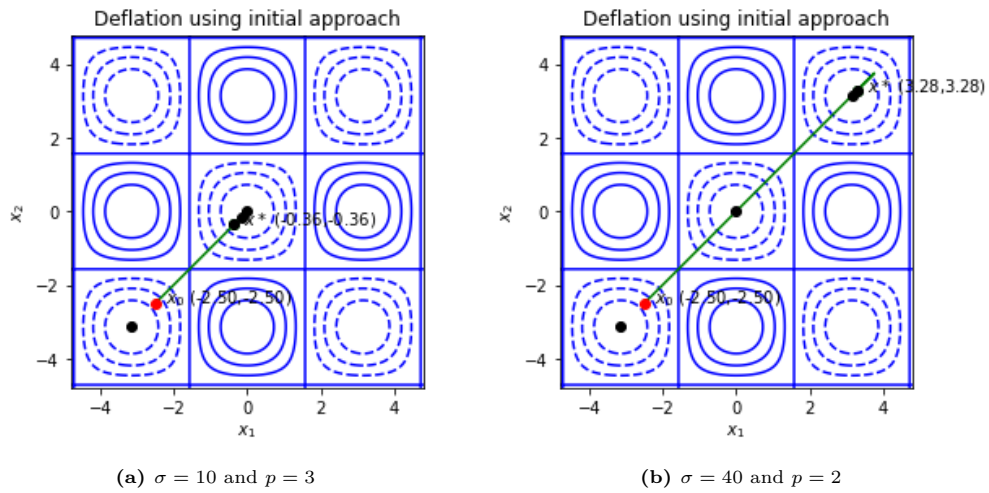 Deflation using initial approach
Deflation using initial approach
4
2
0
−2
−4
x₂
x* (-0.36,-0.36)
x₀ (-2.50,-2.50)
−4
−2
0
2
4
x₁
4
2
0
−2
−4
x₂
x* (3.28,3.28)
x₀ (-2.50,-2.50)
−4
−2
0
2
4
x₁
(a) σ = 10 and p = 3
(b) σ = 40 and p = 2